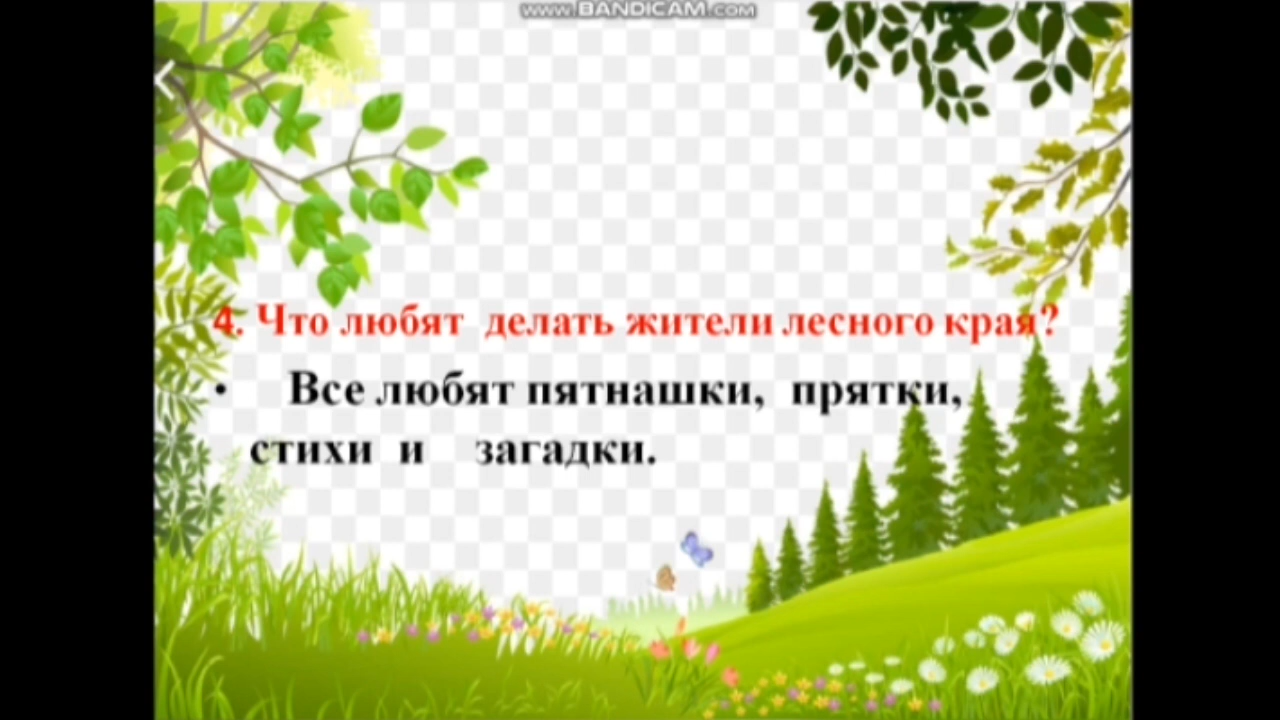 www.BANDICAM.com
4. Что любят делать жители лесного края?
• Все любят пятнашки, прятки,
стихи и загадки.